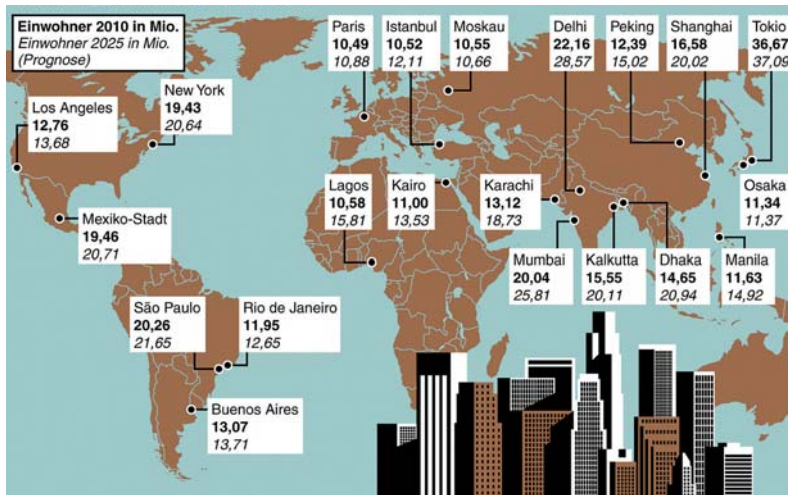 Einwohner 2010 in Mio.
Einwohner 2025 in Mio.
(Prognose)
Paris
10,49
10,88
Istanbul
10,52
12,11
Moskau
10,55
10,66
Delhi
22,16
28,57
Peking
12,39
15,02
Shanghai
16,58
20,02
Tokio
36,67
37,09
New York
19,43
20,64
Los Angeles
12,76
13,68
Lagos
10,58
15,81
Kairo
11,00
13,53
Karachi
13,12
18,73
Osaka
11,34
11,37
Mexiko-Stadt
19,46
20,71
Mumbai
20,04
25,81
Kalkutta
15,55
20,11
Dhaka
14,65
20,94
Manila
11,63
14,92
São Paulo
20,26
21,65
Rio de Janeiro
11,95
12,65
Buenos Aires
13,07
13,71